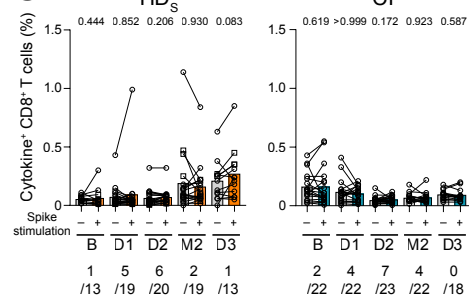 HD_S
0.444 0.852 0.206 0.930 0.083
0.619 >0.999 0.172 0.923 0.587
Cytokine⁺ CD8⁺ T cells (%)
1.5
1.0
0.5
0
1.5
1.0
0.5
0
Spike stimulation
− + − + − + − + − +
− + − + − + − + − +
B D1 D2 M2 D3
B D1 D2 M2 D3
1 5 6 2 1
/13 /19 /20 /19 /13
2 4 7 4 0
/22 /22 /23 /22 /18